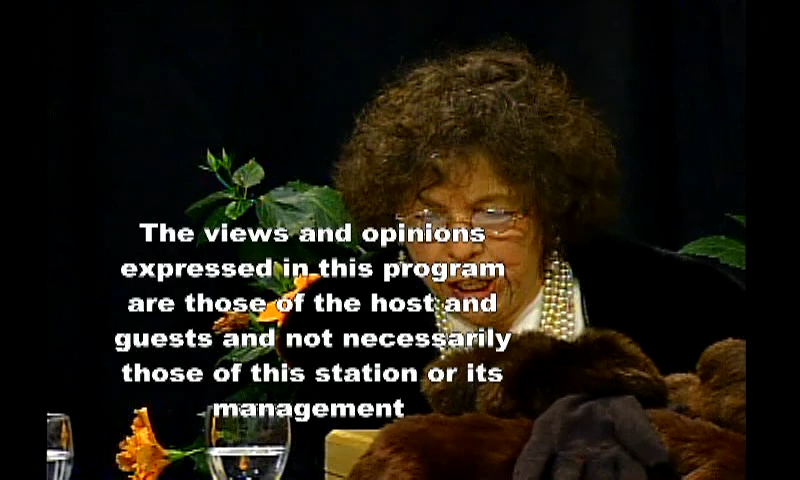 The views and opinions
expressed in this program
are those of the host and
guests and not necessarily
those of this station or its
management